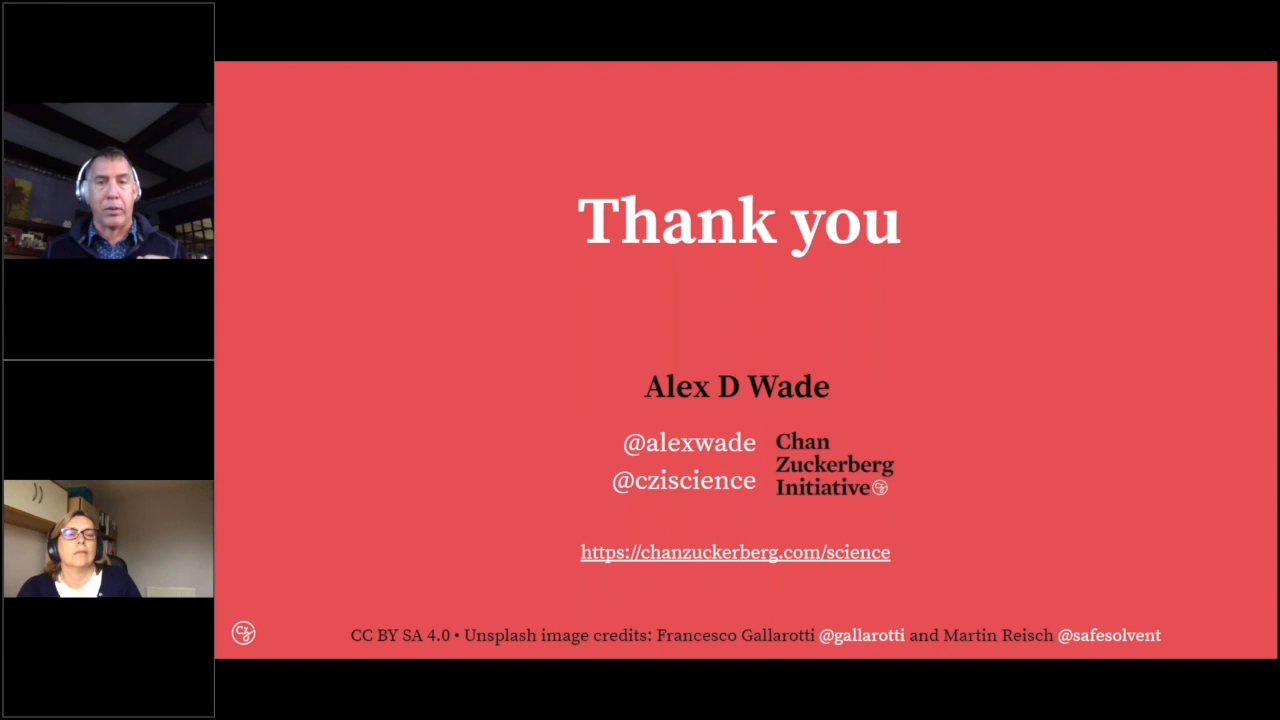 Thank you
Alex D Wade
@alexwade
@cziscience
Chan
Zuckerberg
Initiative
https://chanzuckerberg.com/science
CC BY SA 4.0 • Unsplash image credits: Francesco Gallarotti @gallarotti and Martin Reisch @safesolvent